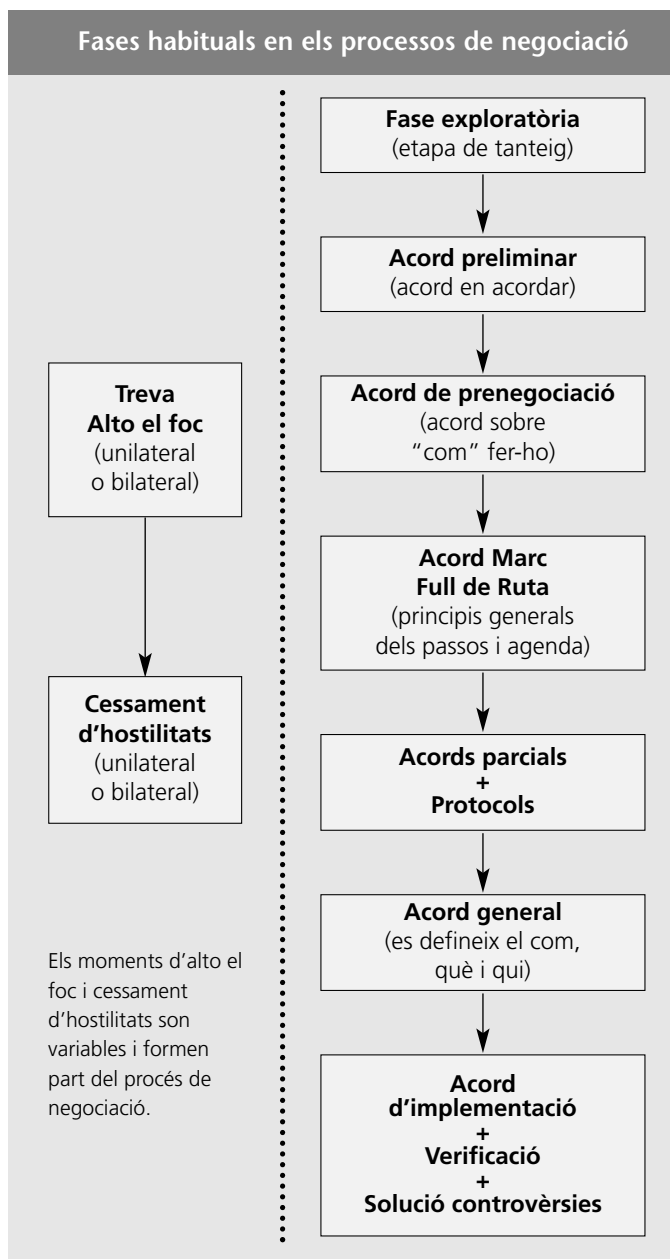 Fases habituals en els processos de negociació
Treva
Alto el foc
(unilateral
o bilateral)
Cessament
d’hostilitats
(unilateral
o bilateral)
Els moments d’alto el
foc i cessament
d’hostilitats son
variables i formen
part del procés de
negociació.
Fase exploratòria
(etapa de tanteig)
Acord preliminar
(acord en acordar)
Acord de prenegociació
(acord sobre
“com” fer-ho)
Acord Marc
Full de Ruta
(principis generals
dels passos i agenda)
Acords parcials
+
Protocols
Acord general
(es defineix el com,
què i qui)
Acord
d’implementació
+
Verificació
+
Solució controvèrsies